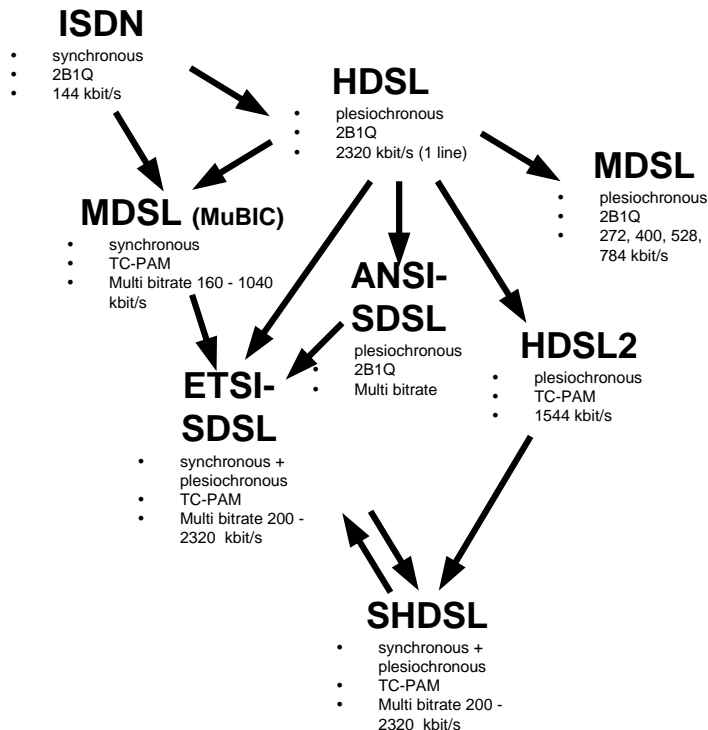 ISDN
• synchronous
• 2B1Q
• 144 kbit/s
HDSL
• plesiochronous
• 2B1Q
• 2320 kbit/s (1 line)
MDSL
• plesiochronous
• 2B1Q
• 272, 400, 528,
784 kbit/s
MDSL (MuBIC)
• synchronous
• TC-PAM
• Multi bitrate 160 - 1040
kbit/s
ANSI-
SDSL
• plesiochronous
• 2B1Q
• Multi bitrate
HDSL2
• plesiochronous
• TC-PAM
• 1544 kbit/s
ETSI-
SDSL
• synchronous +
plesiochronous
• TC-PAM
• Multi bitrate 200 -
2320 kbit/s
SHDSL
• synchronous +
plesiochronous
• TC-PAM
• Multi bitrate 200 -
2320 kbit/s